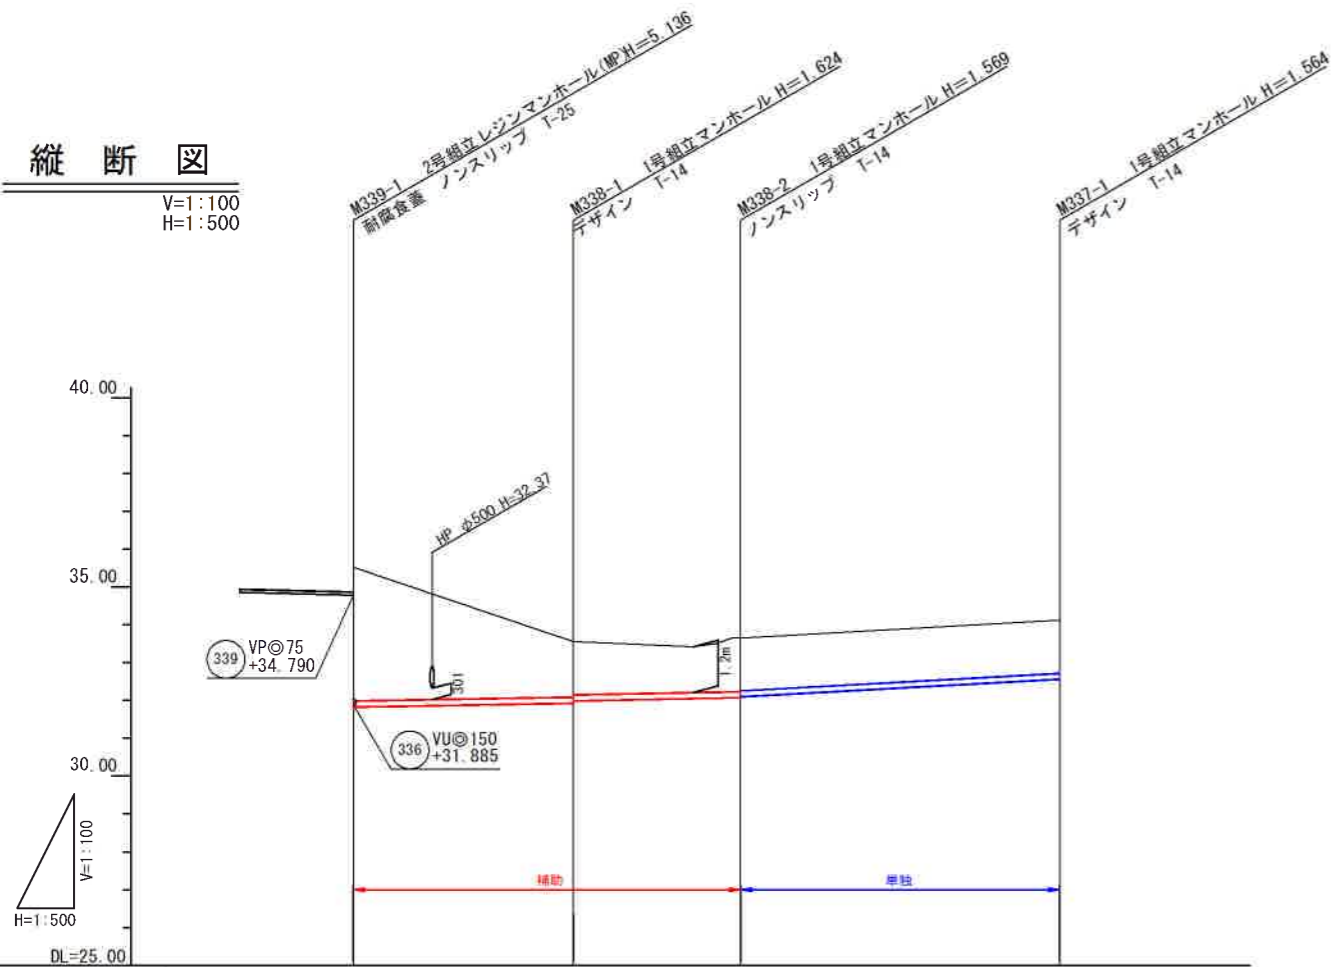 縦 断 図
V=1:100
H=1:500
M339-1 2号組立レジンマンホール(MP)H=5.136
耐腐食蓋 ノンスリップ T-25
M338-1 1号組立マンホール H=1.624
デザイン T-14
M338-2 1号組立マンホール H=1.569
ノンスリップ T-14
M337-1 1号組立マンホール H=1.564
デザイン T-14
40.00
HP φ500 H=32.37
35.00
339 VP◎75
+34.790
301
1.2m
336 VU◎150
+31.885
30.00
V=1:100
H=1:500
補助
単独
DL=25.00